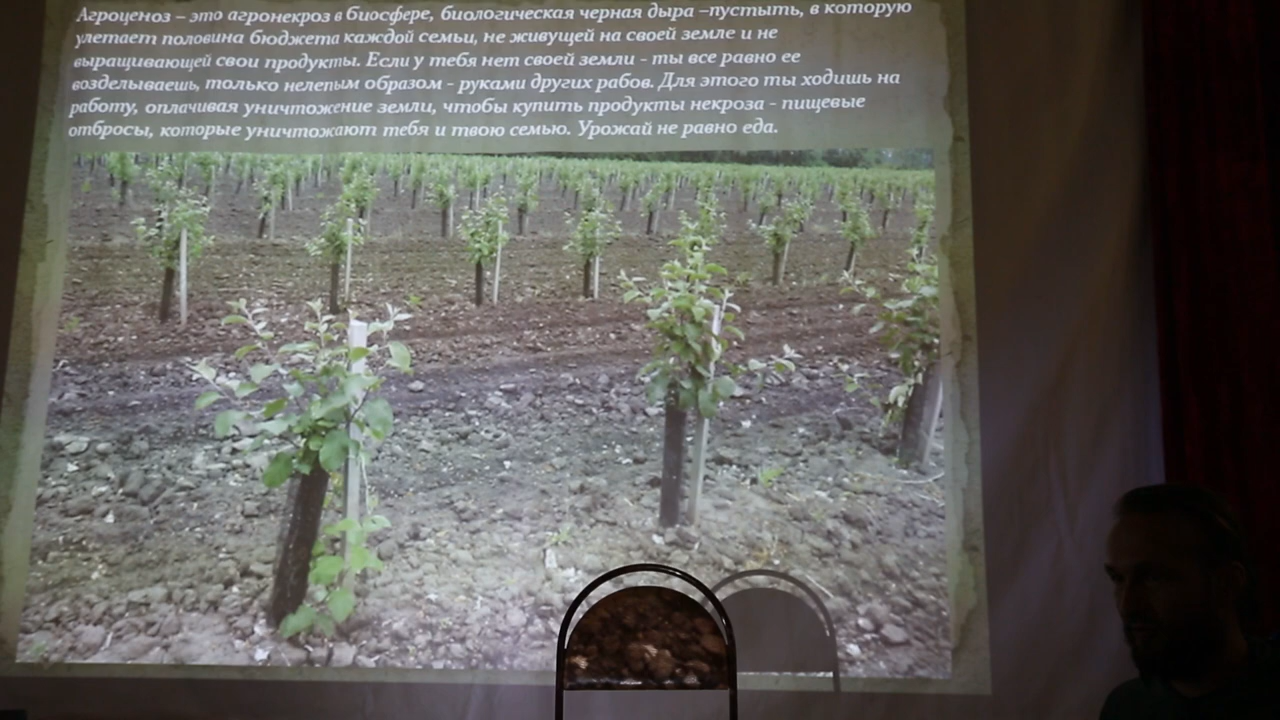 Агроценоз – это агронекроз в биосфере, биологическая черная дыра –пустыть, в которую
улетает половина бюджета каждой семьи, не живущей на своей земле и не
выращивающей свои продукты. Если у тебя нет своей земли - ты все равно ее
возделываешь, только нелепым образом - руками других рабов. Для этого ты ходишь на
работу, оплачивая уничтожение земли, чтобы купить продукты некроза - пищевые
отбросы, которые уничтожают тебя и твою семью. Урожай не равно еда.